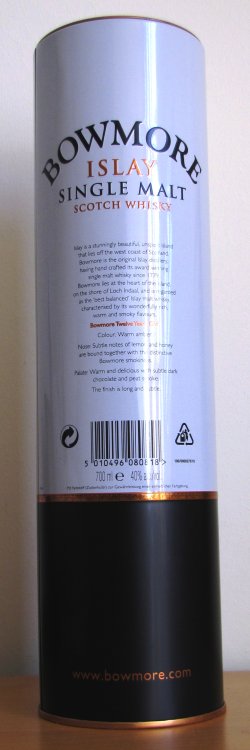 BOWMORE
ISLAY
SINGLE MALT
SCOTCH WHISKY
Islay is a stunningly beautiful, unspoilt island
that lies off the west coast of Scotland.
Bowmore is the original Islay distillery,
having hand crafted its award winning
single malt whisky since 1779.
Bowmore lies at the heart of the island
on the shore of Loch Indaal, and is
as the 'best balanced' Islay malt whisky,
characterised by its wonderfully
warm and smoky flavours.
Bowmore Twelve Years Old
Colour: Warm amber
Nose: Subtle notes of lemon and honey
are bound together with the distinctive
Bowmore smokiness.
Palate: Warm and delicious with subtle dark
chocolate and peat smoke.
The finish is long and subtle.
5 010496 080818 >
700 ml e 40% alc/vol.
www.bowmore.com